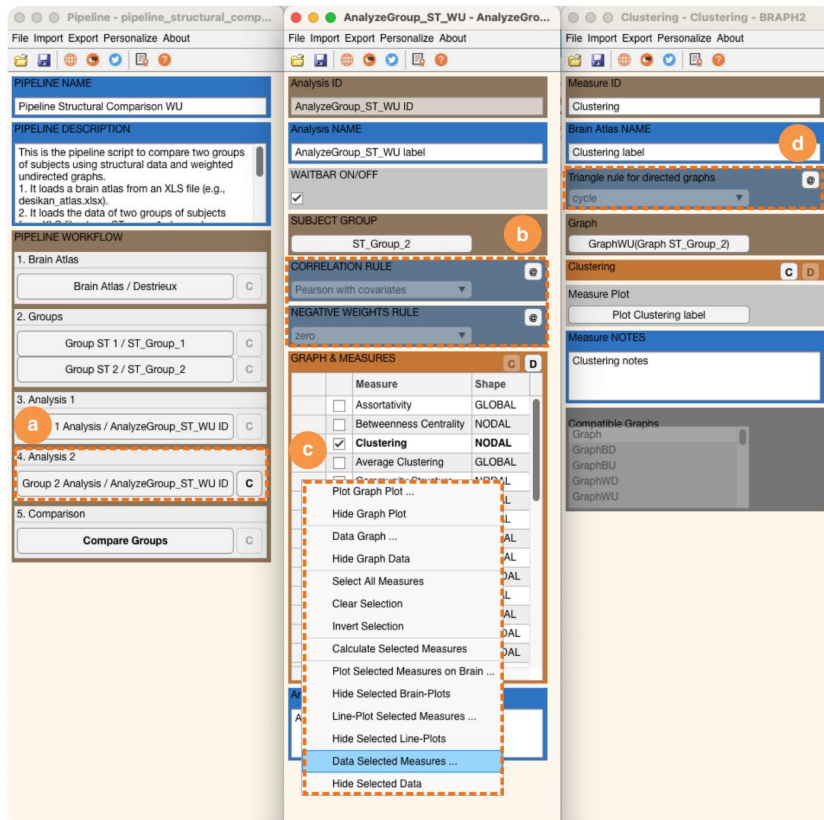 Pipeline - pipeline_structural_comp...
File Import Export Personalize About
PIPELINE NAME
Pipeline Structural Comparison WU
PIPELINE DESCRIPTION
This is the pipeline script to compare two groups
of subjects using structural data and weighted
undirected graphs.
1. It loads a brain atlas from an XLS file (e.g.,
desikan_atlas.xlsx).
2. It loads the data of two groups of subjects
PIPELINE WORKFLOW
1. Brain Atlas
Brain Atlas / Destrieux
C
2. Groups
Group ST 1 / ST_Group_1
C
Group ST 2 / ST_Group_2
C
3. Analysis 1
a
1 Analysis / AnalyzeGroup_ST_WU ID
C
4. Analysis 2
Group 2 Analysis / AnalyzeGroup_ST_WU ID
C
5. Comparison
Compare Groups
C
AnalyzeGroup_ST_WU - AnalyzeGro...
File Import Export Personalize About
Analysis ID
AnalyzeGroup_ST_WU ID
Analysis NAME
AnalyzeGroup_ST_WU label
WAITBAR ON/OFF
SUBJECT GROUP
ST_Group_2
b
CORRELATION RULE
@
Pearson with covariates
NEGATIVE WEIGHTS RULE
@
zero
GRAPH & MEASURES
C D
Measure Shape
Assortativity GLOBAL
Betweenness Centrality NODAL
c
Clustering NODAL
Average Clustering GLOBAL
Plot Graph Plot ...
Hide Graph Plot
Data Graph ...
Hide Graph Data
Select All Measures
Clear Selection
Invert Selection
Calculate Selected Measures
Plot Selected Measures on Brain ...
Hide Selected Brain-Plots
Line-Plot Selected Measures ...
Hide Selected Line-Plots
Data Selected Measures ...
Hide Selected Data
Clustering - Clustering - BRAPH2
File Import Export Personalize About
Measure ID
Clustering
Brain Atlas NAME
Clustering label
d
Triangle rule for directed graphs
@
cycle
Graph
GraphWU(Graph ST_Group_2)
Clustering
C D
Measure Plot
Plot Clustering label
Measure NOTES
Clustering notes
Compatible Graphs
Graph
GraphBD
GraphBU
GraphWD
GraphWU